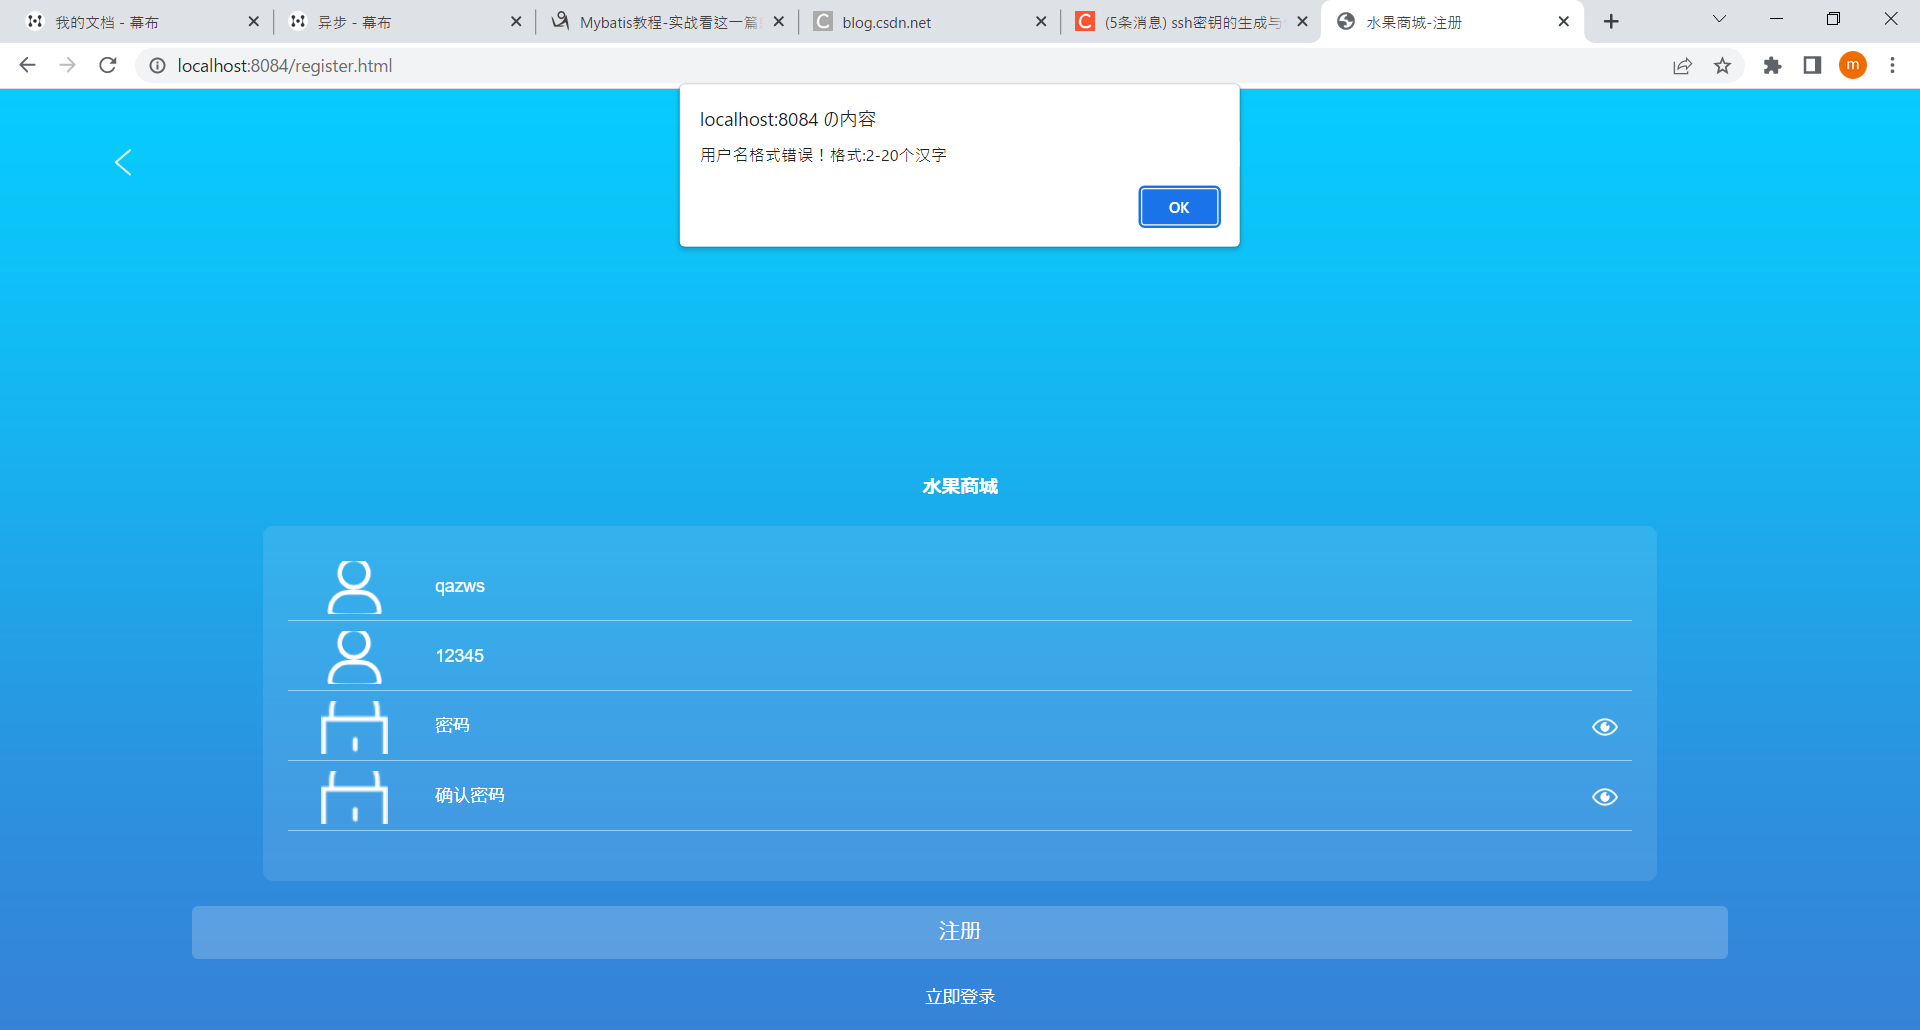 我的文档 - 幕布
异步 - 幕布
Mybatis教程-实战看这一篇
blog.csdn.net
(5条消息) ssh密钥的生成与
水果商城-注册
localhost:8084/register.html
m
localhost:8084 の内容
用户名格式错误！格式:2-20个汉字
OK
水果商城
qazws
12345
密码
确认密码
注册
立即登录